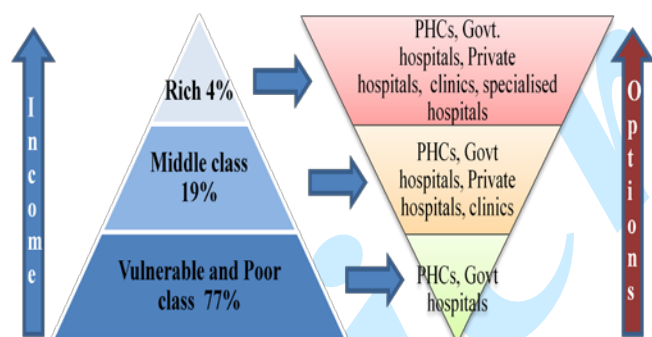 Income
Rich 4%
Middle class
19%
Vulnerable and Poor
class 77%
PHCs, Govt.
hospitals, Private
hospitals, clinics, specialised
hospitals
PHCs, Govt
hospitals, Private
hospitals, clinics
PHCs, Govt
hospitals
Options